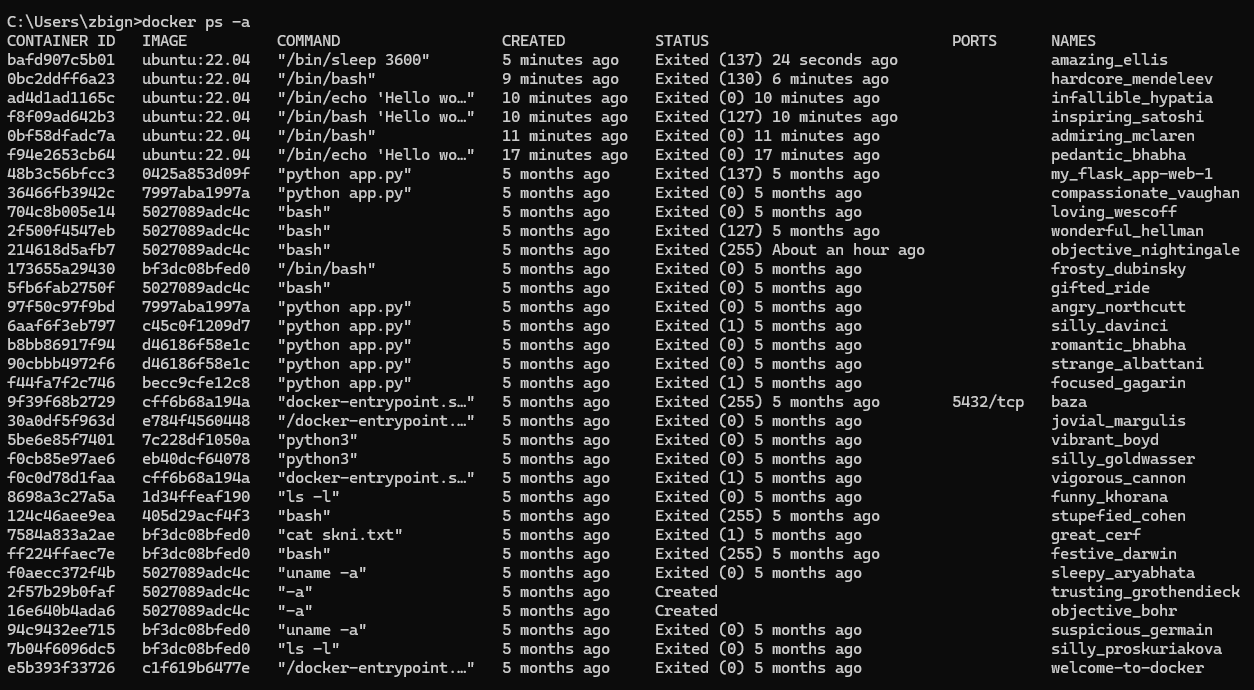 C:\Users\zbign>docker ps -a
CONTAINER ID   IMAGE          COMMAND                  CREATED          STATUS                           PORTS      NAMES
bafd907c5b01   ubuntu:22.04   "/bin/sleep 3600"        5 minutes ago    Exited (137) 24 seconds ago                 amazing_ellis
0bc2ddff6a23   ubuntu:22.04   "/bin/bash"              9 minutes ago    Exited (130) 6 minutes ago                  hardcore_mendeleev
ad4d1ad1165c   ubuntu:22.04   "/bin/echo 'Hello wo…"   10 minutes ago   Exited (0) 10 minutes ago                   infallible_hypatia
f8f09ad642b3   ubuntu:22.04   "/bin/bash 'Hello wo…"   10 minutes ago   Exited (127) 10 minutes ago                 inspiring_satoshi
0bf58dfadc7a   ubuntu:22.04   "/bin/bash"              11 minutes ago   Exited (0) 11 minutes ago                   admiring_mclaren
f94e2653cb64   ubuntu:22.04   "/bin/echo 'Hello wo…"   17 minutes ago   Exited (0) 17 minutes ago                   pedantic_bhabha
48b3c56bfcc3   0425a853d09f   "python app.py"          5 months ago     Exited (137) 5 months ago                   my_flask_app-web-1
36466fb3942c   7997aba1997a   "python app.py"          5 months ago     Exited (0) 5 months ago                     compassionate_vaughan
704c8b005e14   5027089adc4c   "bash"                   5 months ago     Exited (0) 5 months ago                     loving_wescoff
2f500f4547eb   5027089adc4c   "bash"                   5 months ago     Exited (127) 5 months ago                   wonderful_hellman
214618d5afb7   5027089adc4c   "bash"                   5 months ago     Exited (255) About an hour ago              objective_nightingale
173655a29430   bf3dc08bfed0   "/bin/bash"              5 months ago     Exited (0) 5 months ago                     frosty_dubinsky
5fb6fab2750f   5027089adc4c   "bash"                   5 months ago     Exited (0) 5 months ago                     gifted_ride
97f50c97f9bd   7997aba1997a   "python app.py"          5 months ago     Exited (0) 5 months ago                     angry_northcutt
6aaf6f3eb797   c45c0f1209d7   "python app.py"          5 months ago     Exited (1) 5 months ago                     silly_davinci
b8bb86917f94   d46186f58e1c   "python app.py"          5 months ago     Exited (0) 5 months ago                     romantic_bhabha
90cbbb4972f6   d46186f58e1c   "python app.py"          5 months ago     Exited (0) 5 months ago                     strange_albattani
f44fa7f2c746   becc9cfe12c8   "python app.py"          5 months ago     Exited (1) 5 months ago                     focused_gagarin
9f39f68b2729   cff6b68a194a   "docker-entrypoint.s…"   5 months ago     Exited (255) 5 months ago        5432/tcp   baza
30a0df5f963d   e784f4560448   "/docker-entrypoint.…"   5 months ago     Exited (0) 5 months ago                     jovial_margulis
5be6e85f7401   7c228df1050a   "python3"                5 months ago     Exited (0) 5 months ago                     vibrant_boyd
f0cb85e97ae6   eb40dcf64078   "python3"                5 months ago     Exited (0) 5 months ago                     silly_goldwasser
f0c0d78d1faa   cff6b68a194a   "docker-entrypoint.s…"   5 months ago     Exited (1) 5 months ago                     vigorous_cannon
8698a3c27a5a   1d34ffeaf190   "ls -l"                  5 months ago     Exited (0) 5 months ago                     funny_khorana
124c46aee9ea   405d29acf4f3   "bash"                   5 months ago     Exited (255) 5 months ago                   stupefied_cohen
7584a833a2ae   bf3dc08bfed0   "cat skni.txt"           5 months ago     Exited (1) 5 months ago                     great_cerf
ff224ffaec7e   bf3dc08bfed0   "bash"                   5 months ago     Exited (255) 5 months ago                   festive_darwin
f0aecc372f4b   5027089adc4c   "uname -a"               5 months ago     Exited (0) 5 months ago                     sleepy_aryabhata
2f57b29b0faf   5027089adc4c   "-a"                     5 months ago     Created                                     trusting_grothendieck
16e640b4ada6   5027089adc4c   "-a"                     5 months ago     Created                                     objective_bohr
94c9432ee715   bf3dc08bfed0   "uname -a"               5 months ago     Exited (0) 5 months ago                     suspicious_germain
7b04f6096dc5   bf3dc08bfed0   "ls -l"                  5 months ago     Exited (0) 5 months ago                     silly_proskuriakova
e5b393f33726   c1f619b6477e   "/docker-entrypoint.…"   5 months ago     Exited (0) 5 months ago                     welcome-to-docker